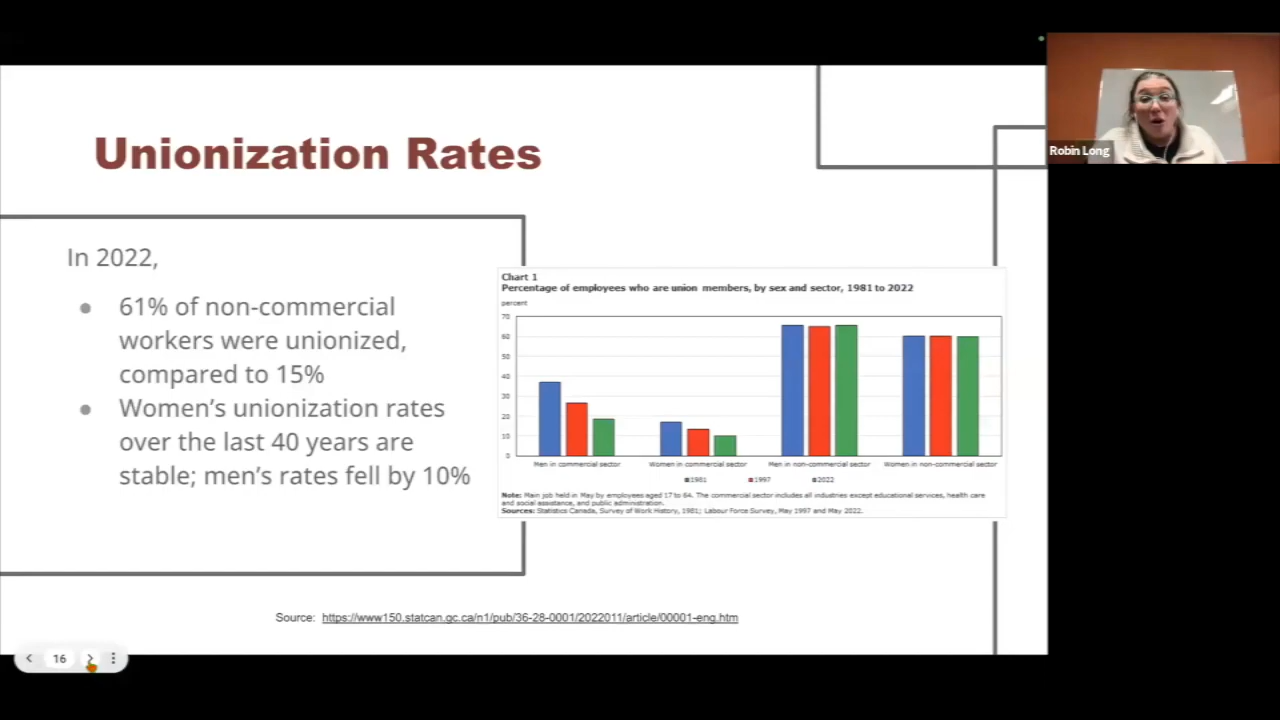 Unionization Rates
In 2022,
● 61% of non-commercial
workers were unionized,
compared to 15%
● Women’s unionization rates
over the last 40 years are
stable; men’s rates fell by 10%
Chart 1
Percentage of employees who are union members, by sex and sector, 1981 to 2022
percent
70
60
50
40
30
20
10
0
Men in commercial sector
Women in commercial sector
Men in non-commercial sector
Women in non-commercial sector
1981
1997
2022
Note: Main job held in May by employees aged 17 to 64. The commercial sector includes all industries except educational services, health care
and social assistance, and public administration.
Sources: Statistics Canada, Survey of Work History, 1981; Labour Force Survey, May 1997 and May 2022.
Source: https://www150.statcan.gc.ca/n1/pub/36-28-0001/2022011/article/00001-eng.htm
16
Robin Long